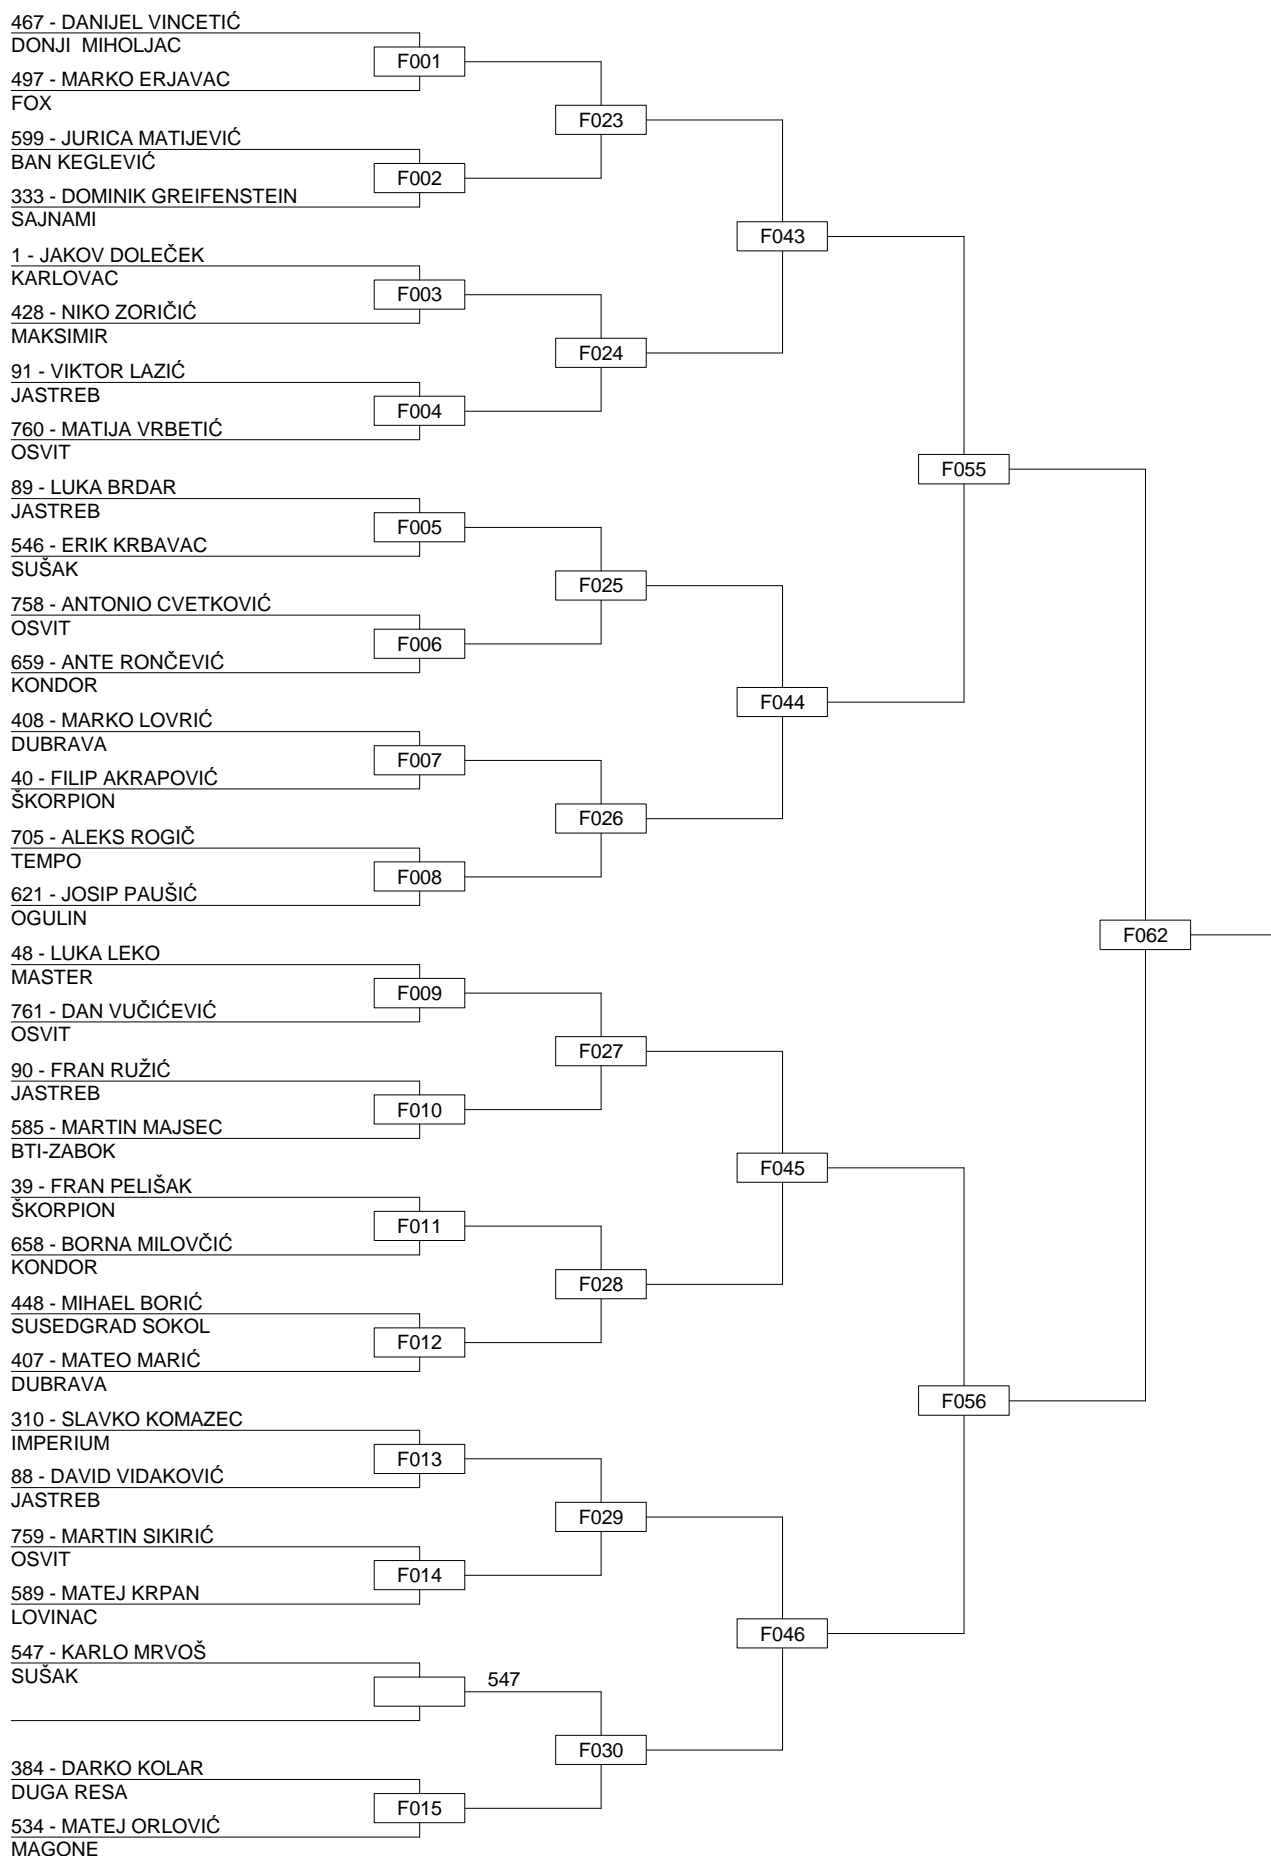 467 - DANIJEL VINCETIĆ
DONJI  MIHOLJAC
F001
497 - MARKO ERJAVAC
FOX
F023
599 - JURICA MATIJEVIĆ
BAN KEGLEVIĆ
F002
333 - DOMINIK GREIFENSTEIN
SAJNAMI
F043
1 - JAKOV DOLEČEK
KARLOVAC
F003
428 - NIKO ZORIČIĆ
MAKSIMIR
F024
91 - VIKTOR LAZIĆ
JASTREB
F004
760 - MATIJA VRBETIĆ
OSVIT
F055
89 - LUKA BRDAR
JASTREB
F005
546 - ERIK KRBAVAC
SUŠAK
F025
758 - ANTONIO CVETKOVIĆ
OSVIT
F006
659 - ANTE RONČEVIĆ
KONDOR
F044
408 - MARKO LOVRIĆ
DUBRAVA
F007
40 - FILIP AKRAPOVIĆ
ŠKORPION
F026
705 - ALEKS ROGIČ
TEMPO
F008
621 - JOSIP PAUŠIĆ
OGULIN
F062
48 - LUKA LEKO
MASTER
F009
761 - DAN VUČIĆEVIĆ
OSVIT
F027
90 - FRAN RUŽIĆ
JASTREB
F010
585 - MARTIN MAJSEC
BTI-ZABOK
F045
39 - FRAN PELIŠAK
ŠKORPION
F011
658 - BORNA MILOVČIĆ
KONDOR
F028
448 - MIHAEL BORIĆ
SUSEDGRAD SOKOL
F012
407 - MATEO MARIĆ
DUBRAVA
F056
310 - SLAVKO KOMAZEC
IMPERIUM
F013
88 - DAVID VIDAKOVIĆ
JASTREB
F029
759 - MARTIN SIKIRIĆ
OSVIT
F014
589 - MATEJ KRPAN
LOVINAC
F046
547 - KARLO MRVOŠ
SUŠAK
547
F030
384 - DARKO KOLAR
DUGA RESA
F015
534 - MATEJ ORLOVIĆ
MAGONE